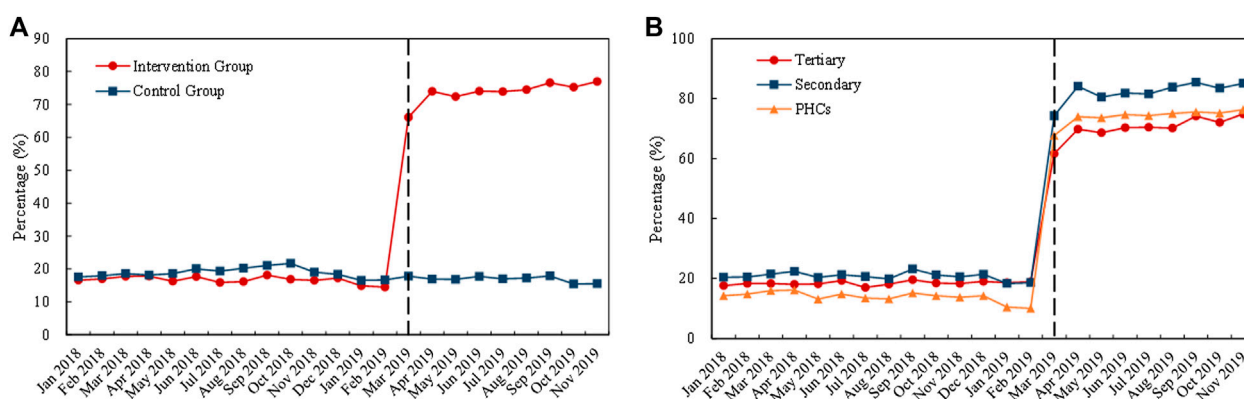 A
Percentage (%)
90
80
70
60
50
40
30
20
10
0
Intervention Group
Control Group
Jan 2018
Feb 2018
Mar 2018
Apr 2018
May 2018
Jun 2018
Jul 2018
Aug 2018
Sep 2018
Oct 2018
Nov 2018
Dec 2018
Jan 2019
Feb 2019
Mar 2019
Apr 2019
May 2019
Jun 2019
Jul 2019
Aug 2019
Sep 2019
Oct 2019
Nov 2019
B
Percentage (%)
100
80
60
40
20
0
Tertiary
Secondary
PHCs
Jan 2018
Feb 2018
Mar 2018
Apr 2018
May 2018
Jun 2018
Jul 2018
Aug 2018
Sep 2018
Oct 2018
Nov 2018
Dec 2018
Jan 2019
Feb 2019
Mar 2019
Apr 2019
May 2019
Jun 2019
Jul 2019
Aug 2019
Sep 2019
Oct 2019
Nov 2019